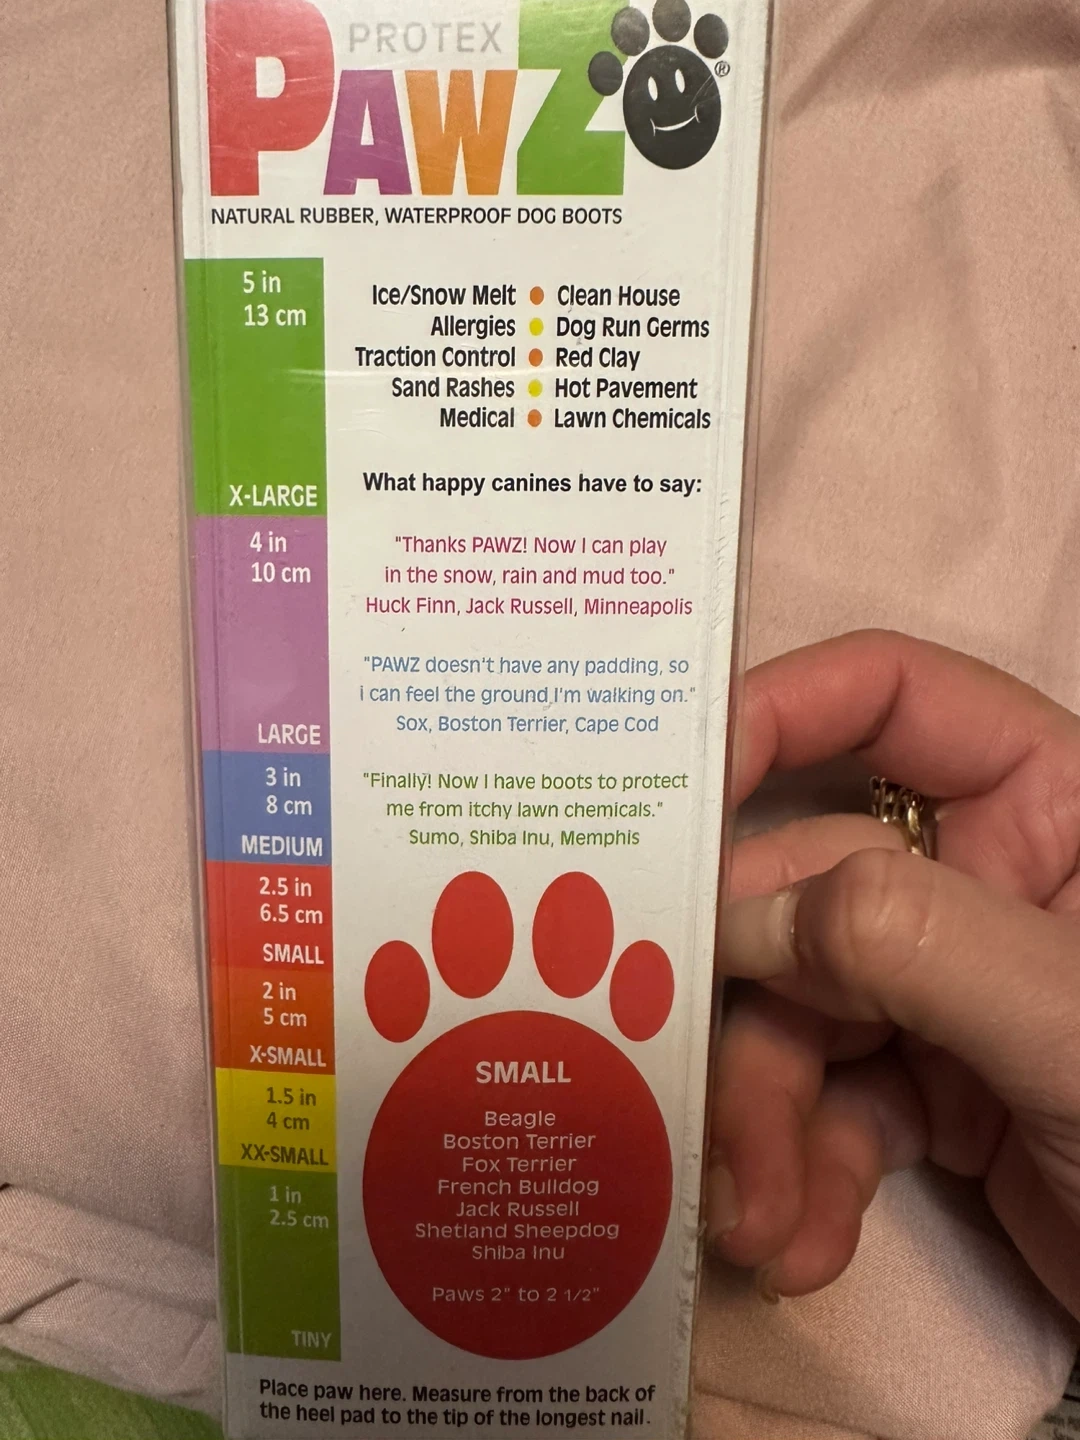 PROTEX
PAWZ®
NATURAL RUBBER, WATERPROOF DOG BOOTS
5 in
13 cm
X-LARGE
4 in
10 cm
LARGE
3 in
8 cm
MEDIUM
2.5 in
6.5 cm
SMALL
2 in
5 cm
X-SMALL
1.5 in
4 cm
XX-SMALL
1 in
2.5 cm
TINY
Ice/Snow Melt ● Clean House
Allergies ● Dog Run Germs
Traction Control ● Red Clay
Sand Rashes ● Hot Pavement
Medical ● Lawn Chemicals
What happy canines have to say:
"Thanks PAWZ! Now I can play
in the snow, rain and mud too."
Huck Finn, Jack Russell, Minneapolis
"PAWZ doesn't have any padding, so
i can feel the ground I'm walking on."
Sox, Boston Terrier, Cape Cod
"Finally! Now I have boots to protect
me from itchy lawn chemicals."
Sumo, Shiba Inu, Memphis
SMALL
Beagle
Boston Terrier
Fox Terrier
French Bulldog
Jack Russell
Shetland Sheepdog
Shiba Inu
Paws 2" to 2 1/2"
Place paw here. Measure from the back of
the heel pad to the tip of the longest nail.